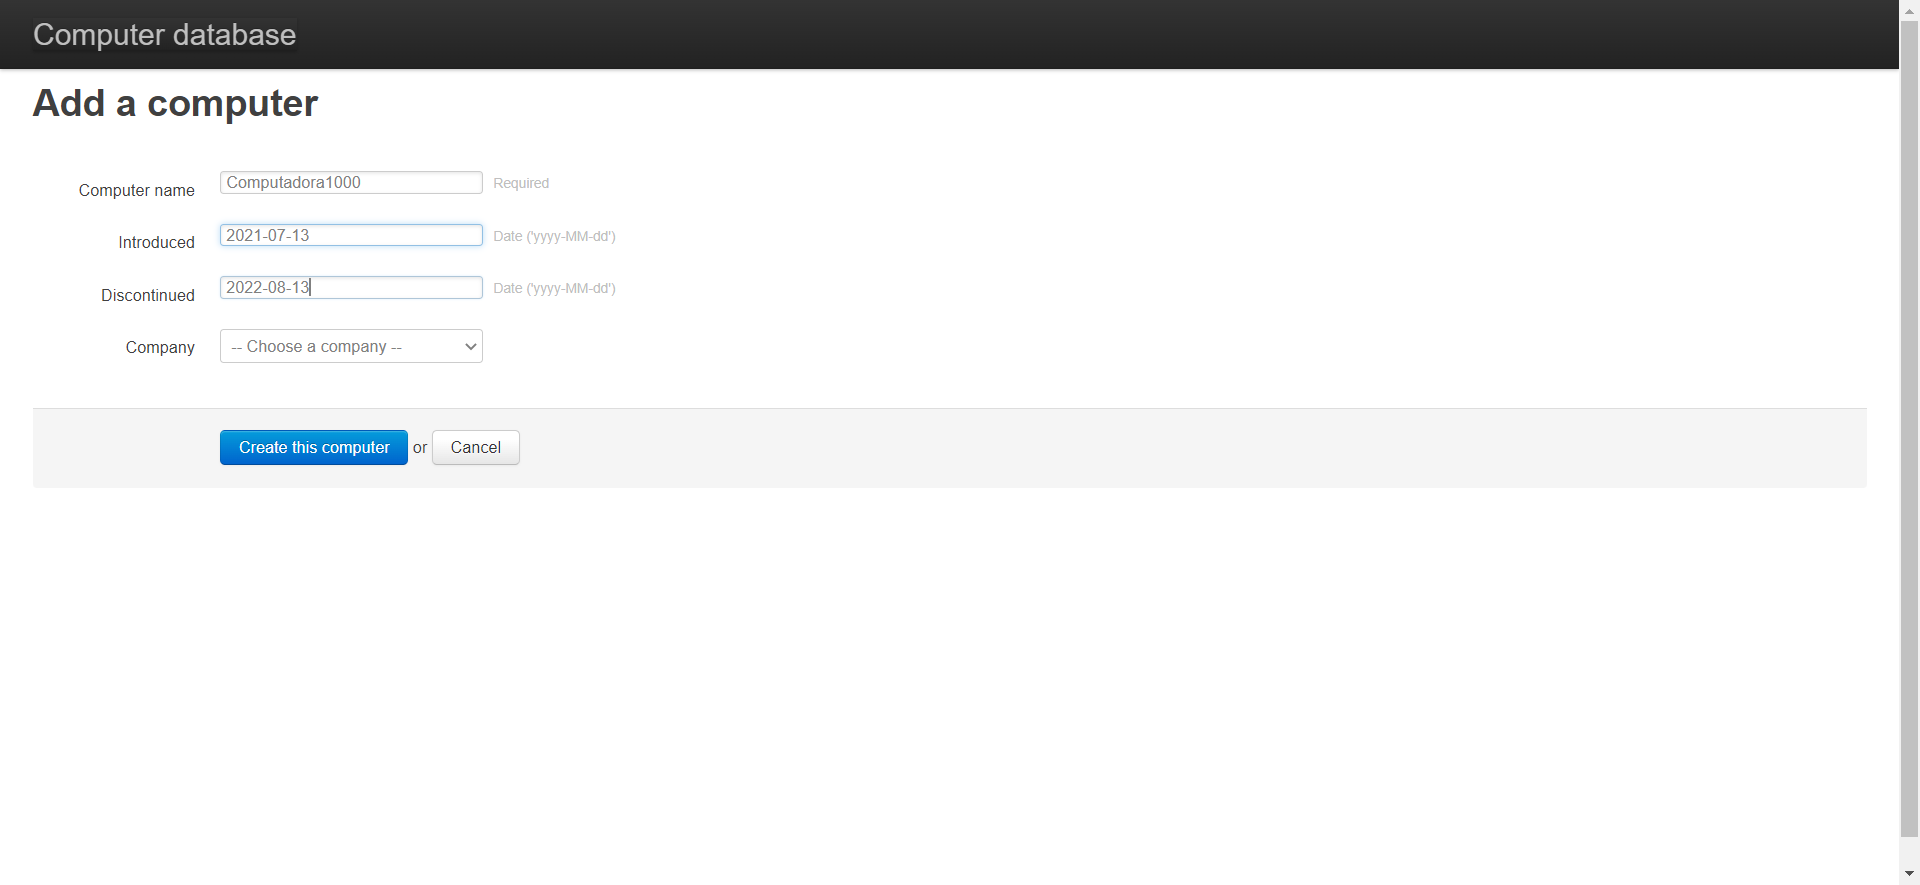 Computer database
Add a computer
Computer name Computadora1000 Required
Introduced 2021-07-13 Date ('yyyy-MM-dd')
Discontinued 2022-08-13 Date ('yyyy-MM-dd')
Company -- Choose a company --
Create this computer or Cancel